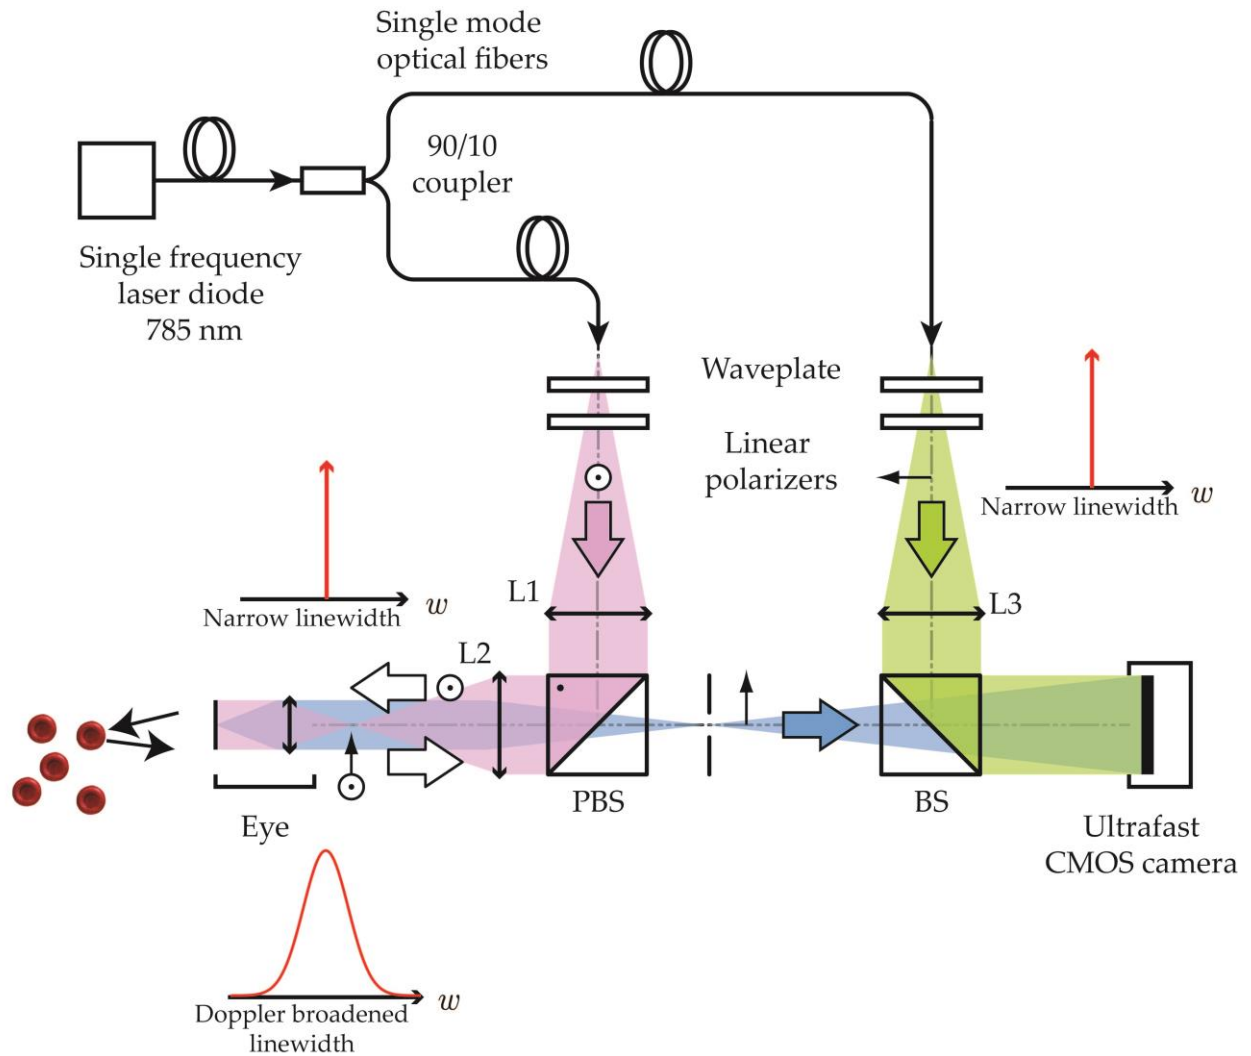 Single mode
optical fibers
90/10
coupler
Single frequency
laser diode
785 nm
Waveplate
Linear
polarizers
Narrow linewidth
w
L1
L3
Narrow linewidth
w
L2
PBS
BS
Eye
Ultrafast
CMOS camera
w
Doppler broadened
linewidth